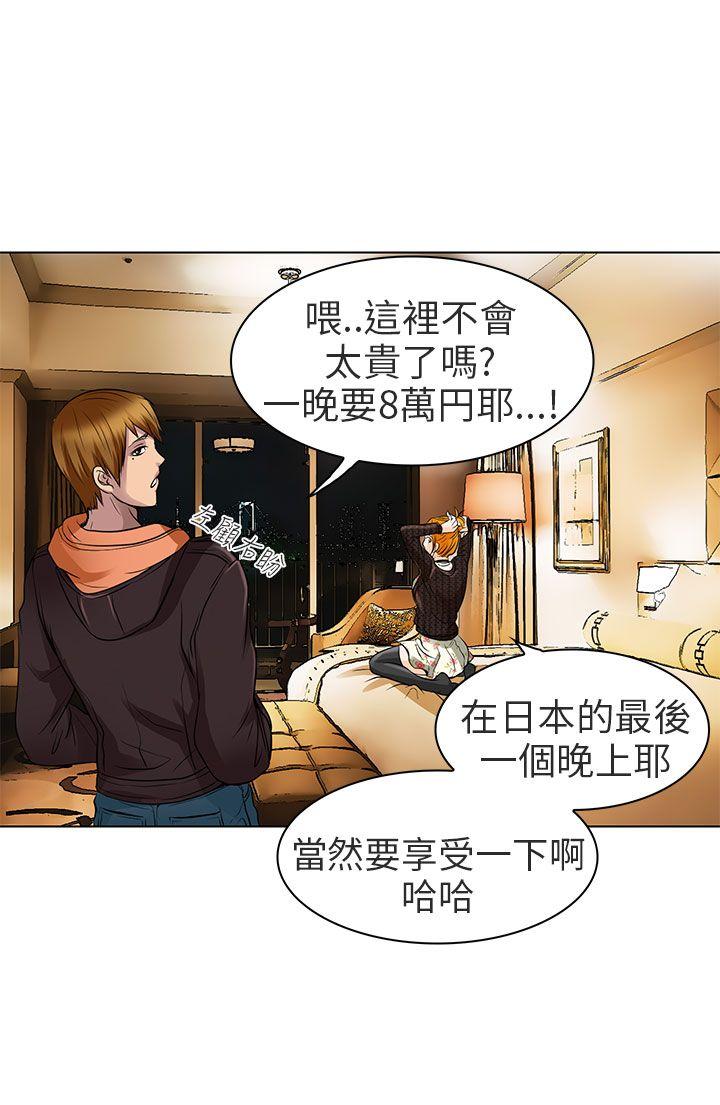 喂..這裡不會
太貴了嗎?
一晚要8萬円耶...!
左顧右盼
在日本的最後
一個晚上耶
當然要享受一下啊
哈哈